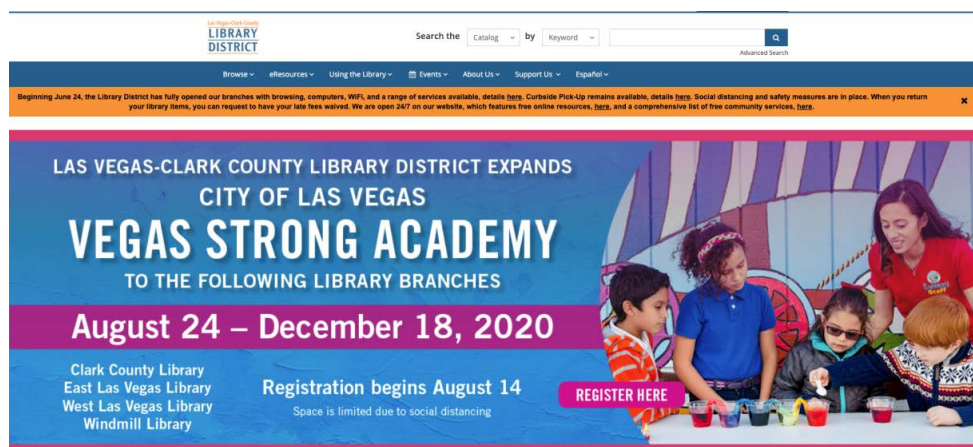 Las Vegas-Clark County
LIBRARY
DISTRICT
Search the Catalog by Keyword
Advanced Search
Browse eResources Using the Library Events About Us Support Us Español
Beginning June 24, the Library District has fully opened our branches with browsing, computers, WiFi, and a range of services available, details here. Curbside Pick-Up remains available, details here. Social distancing and safety measures are in place. When you return
your library items, you can request to have your late fees waived. We are open 24/7 on our website, which features free online resources, here, and a comprehensive list of free community services, here.
LAS VEGAS-CLARK COUNTY LIBRARY DISTRICT EXPANDS
CITY OF LAS VEGAS
VEGAS STRONG ACADEMY
TO THE FOLLOWING LIBRARY BRANCHES
August 24 – December 18, 2020
Clark County Library
East Las Vegas Library
West Las Vegas Library
Windmill Library
Registration begins August 14
Space is limited due to social distancing
REGISTER HERE
Staff